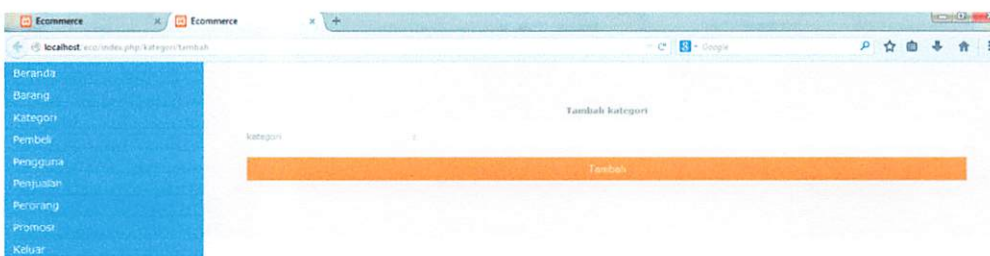 Ecommerce
Ecommerce
localhost eco/index.php/kategori/tambah
Google
Beranda
Barang
Kategori
Pembeli
Pengguna
Penjualan
Perorang
Promosi
Keluar
Tambah kategori
kategori :
Tambah